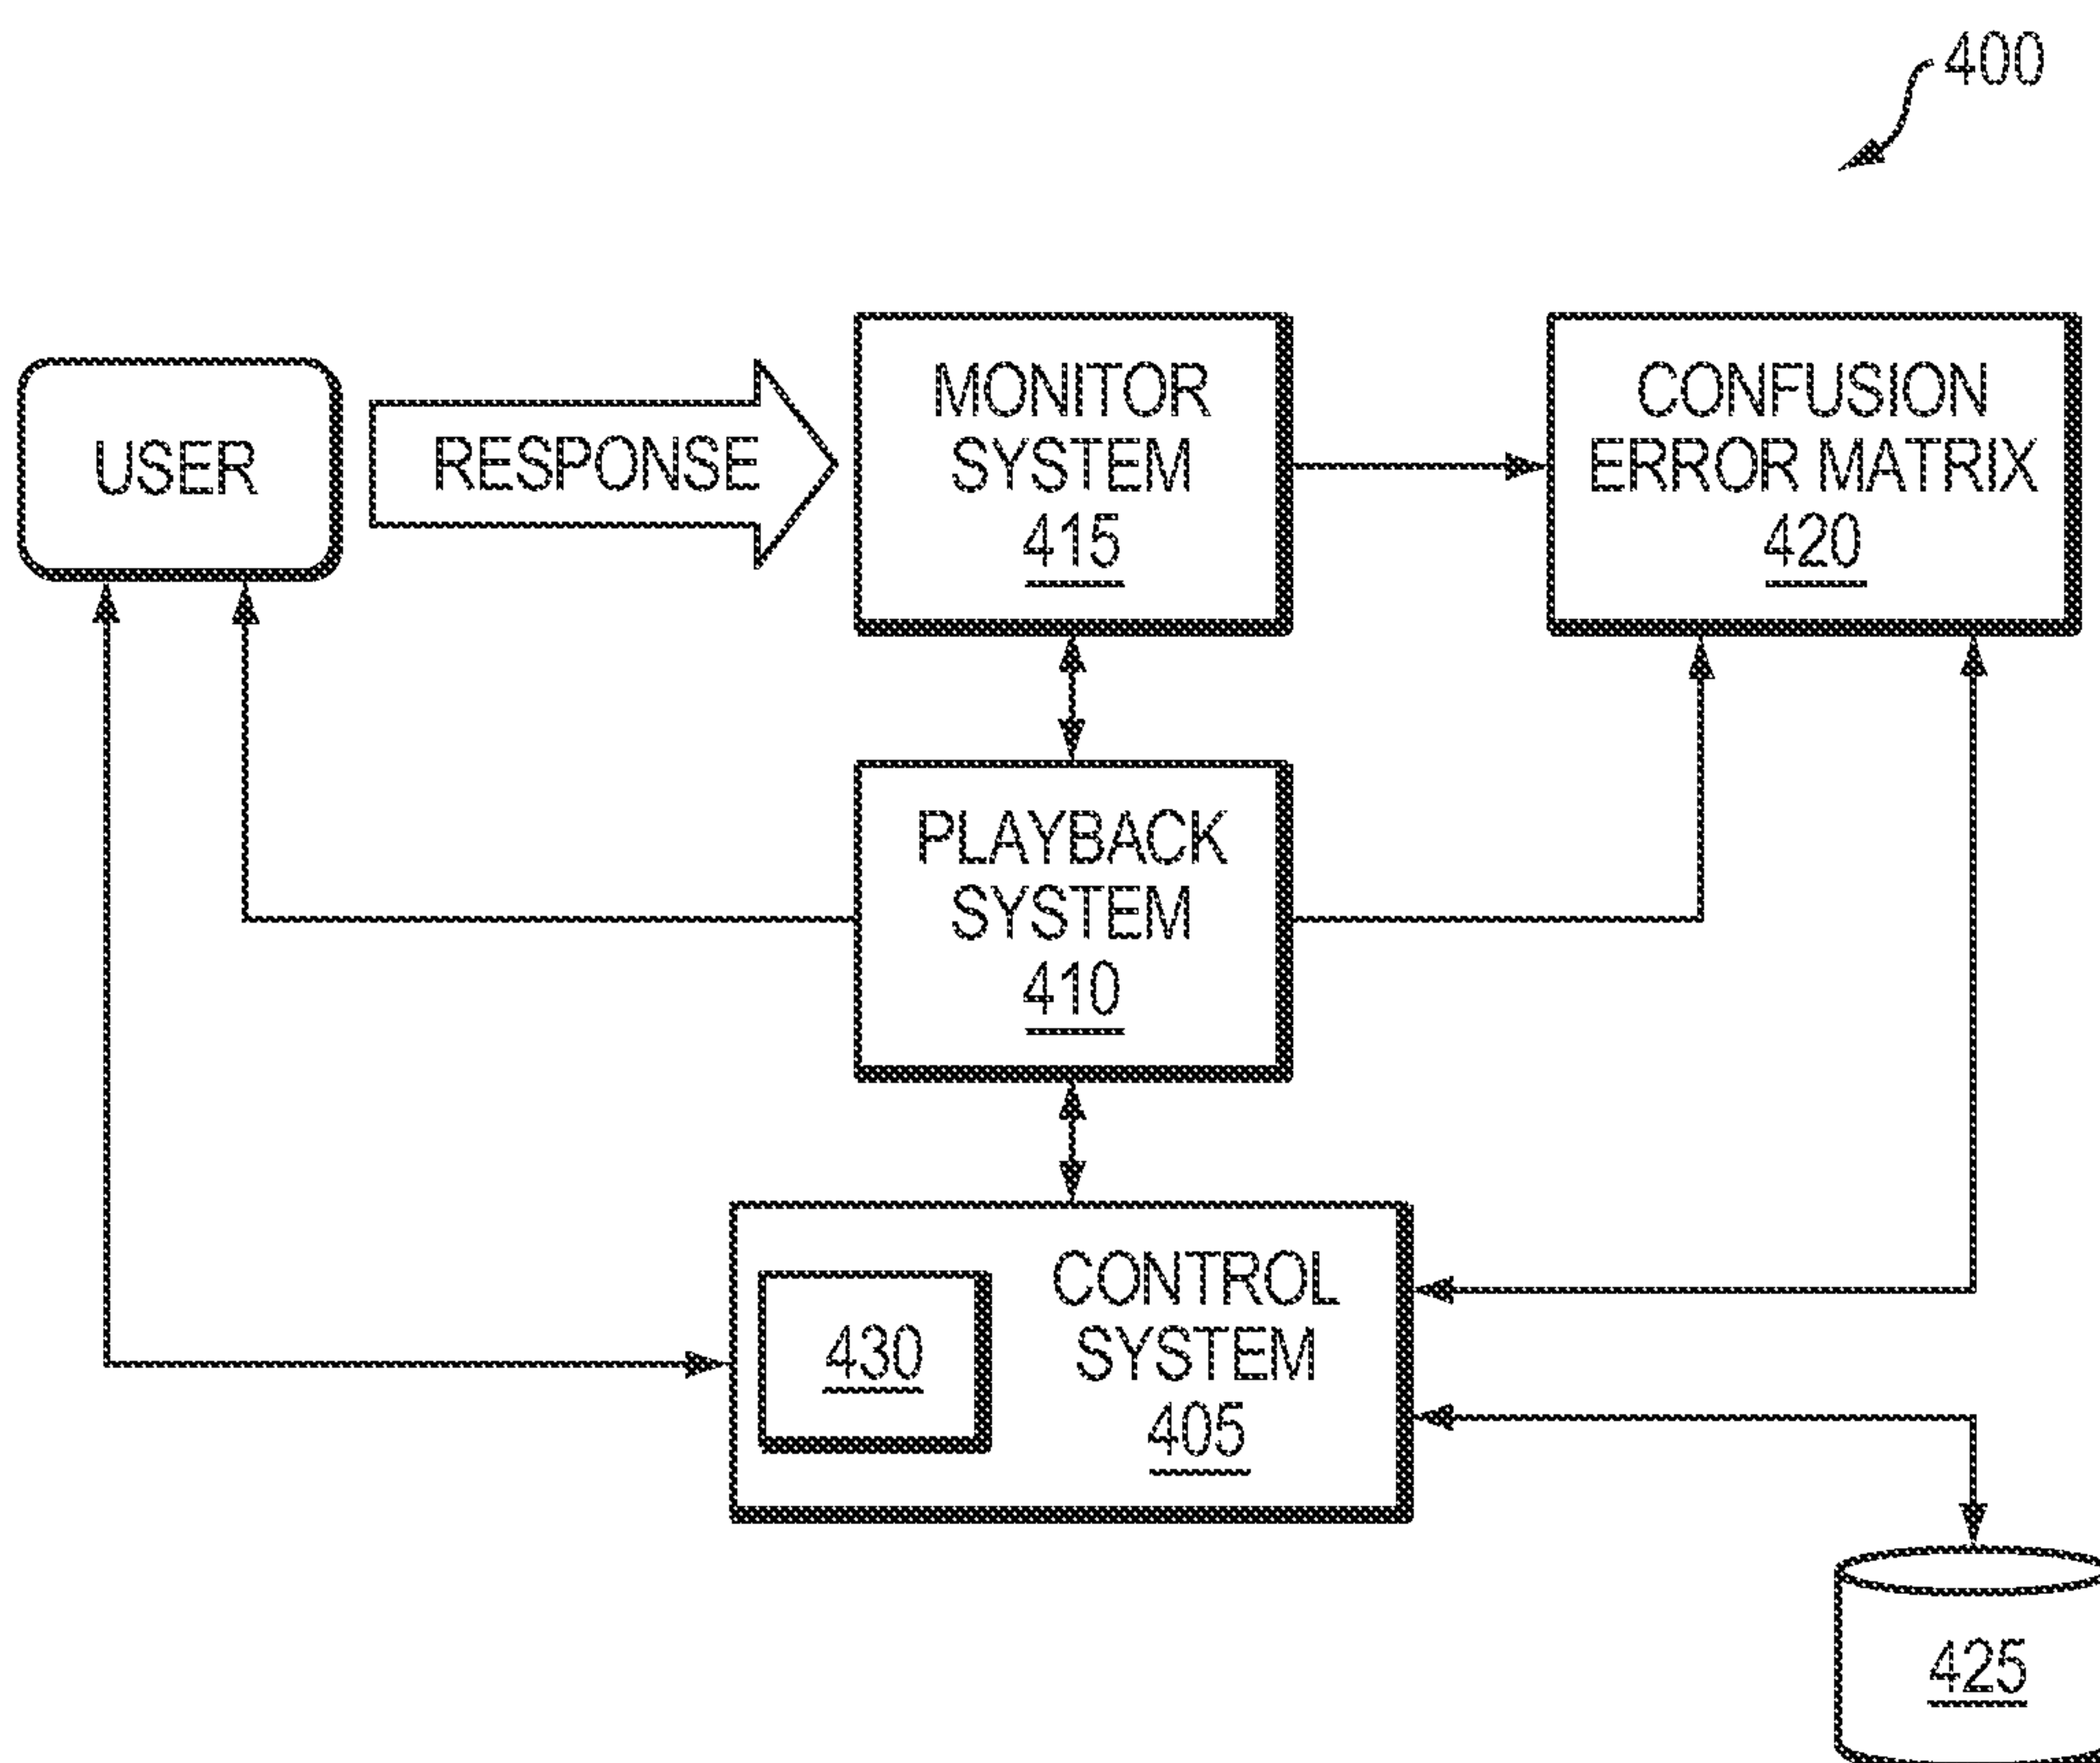 400
USER
RESPONSE
MONITOR
SYSTEM
415
CONFUSION
ERROR MATRIX
420
PLAYBACK
SYSTEM
410
430
CONTROL
SYSTEM
405
425